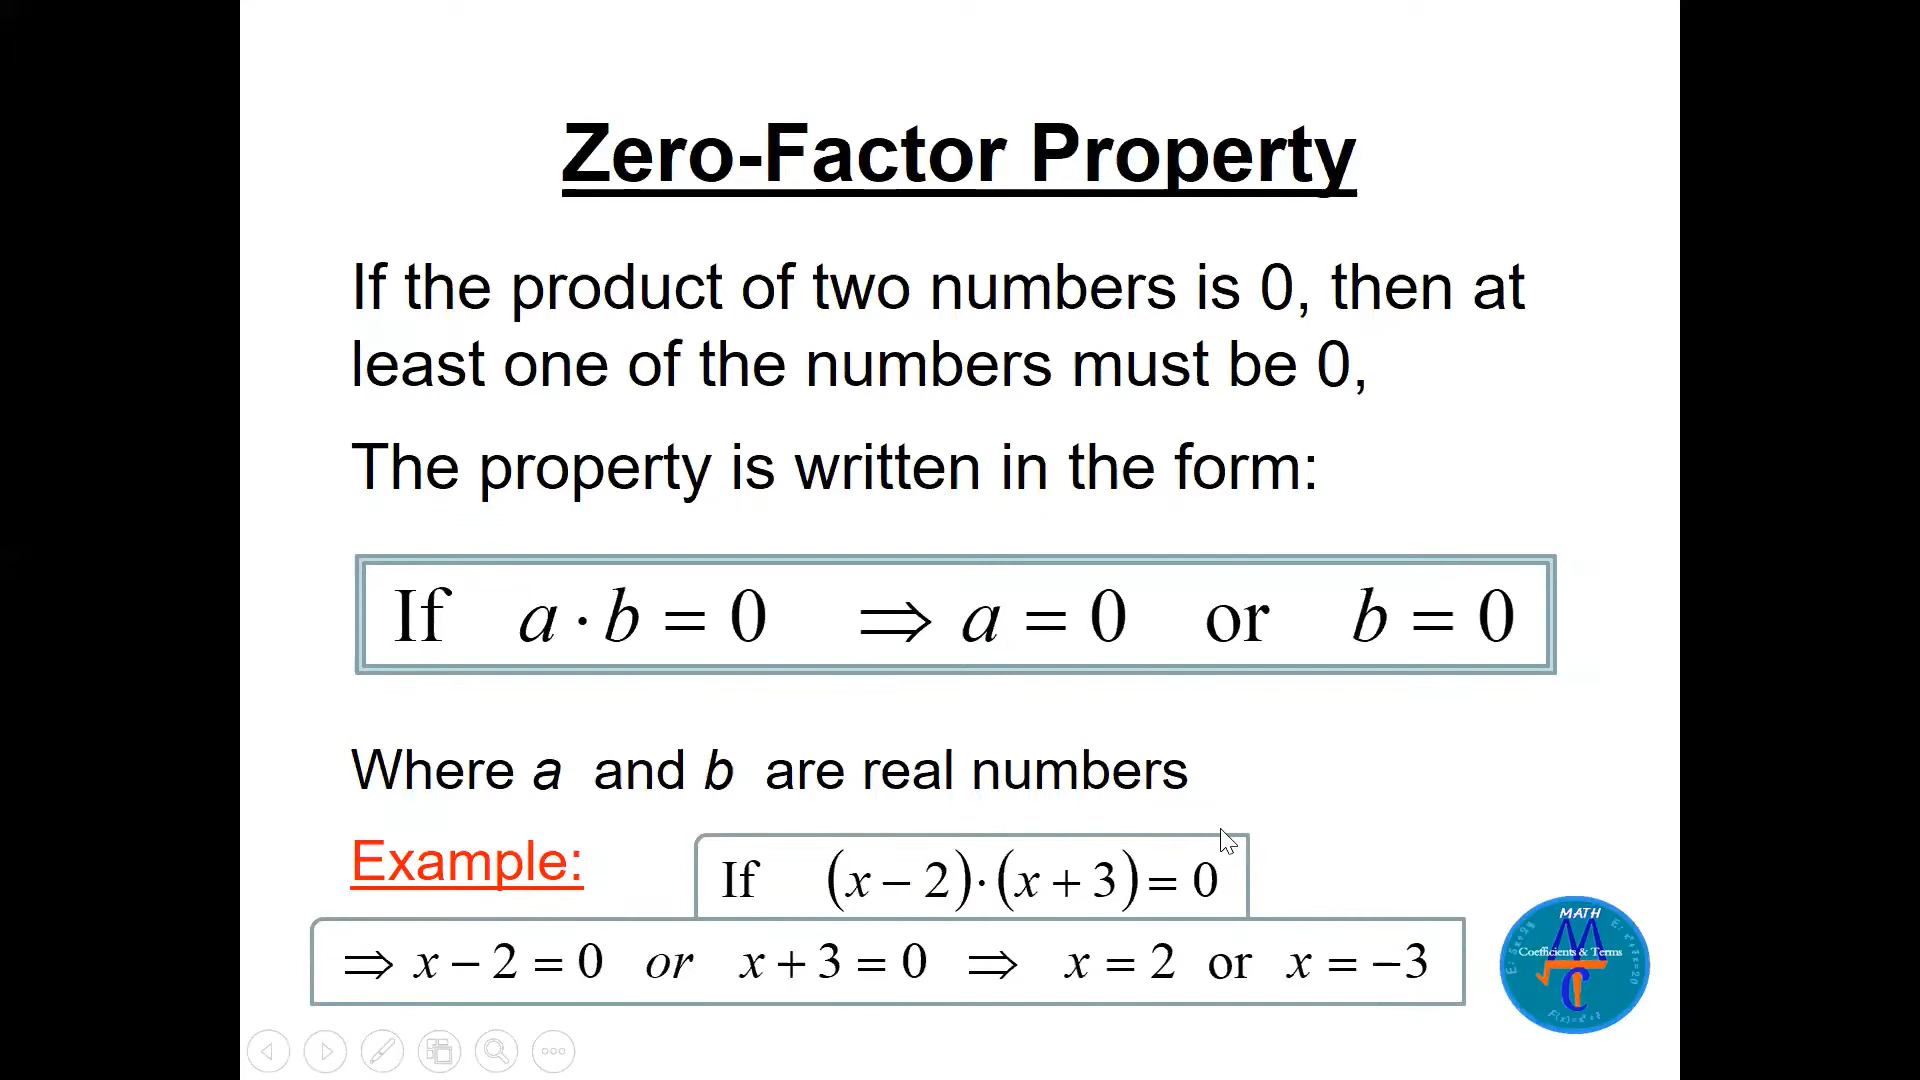 Zero-Factor Property
If the product of two numbers is 0, then at
least one of the numbers must be 0,
The property is written in the form:
If a · b = 0 ⇒ a = 0 or b = 0
Where a and b are real numbers
Example:
If (x − 2)·(x + 3) = 0
⇒ x − 2 = 0 or x + 3 = 0 ⇒ x = 2 or x = −3
MATH
Coefficients & Terms